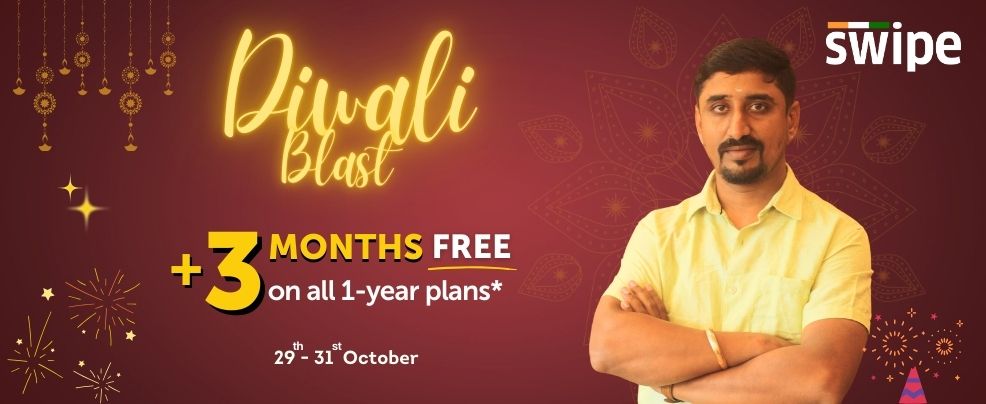 swipe
Diwali
Blast
+3 MONTHS FREE
on all 1-year plans*
29th - 31st October